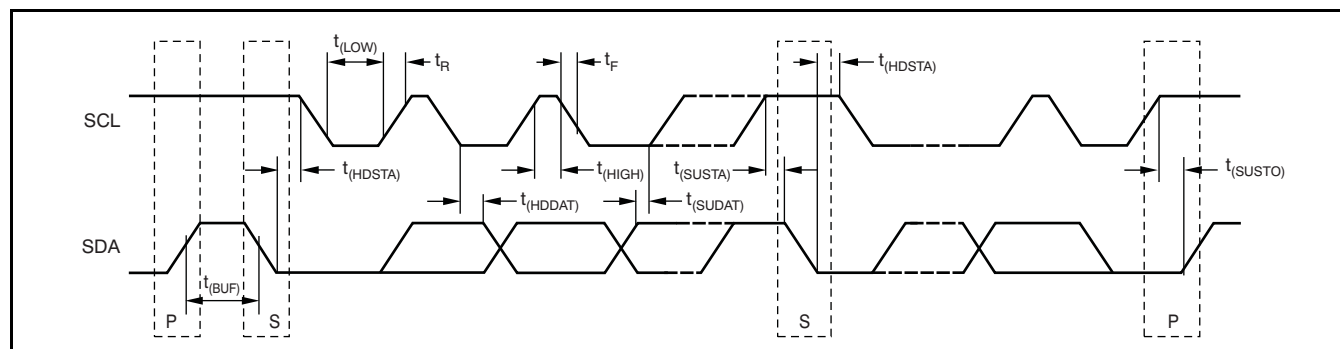 t(LOW)
tR
tF
t(HDSTA)
SCL
t(HDSTA)
t(HIGH)
t(SUSTA)
t(SUSTO)
t(HDDAT)
t(SUDAT)
SDA
t(BUF)
P
S
S
P